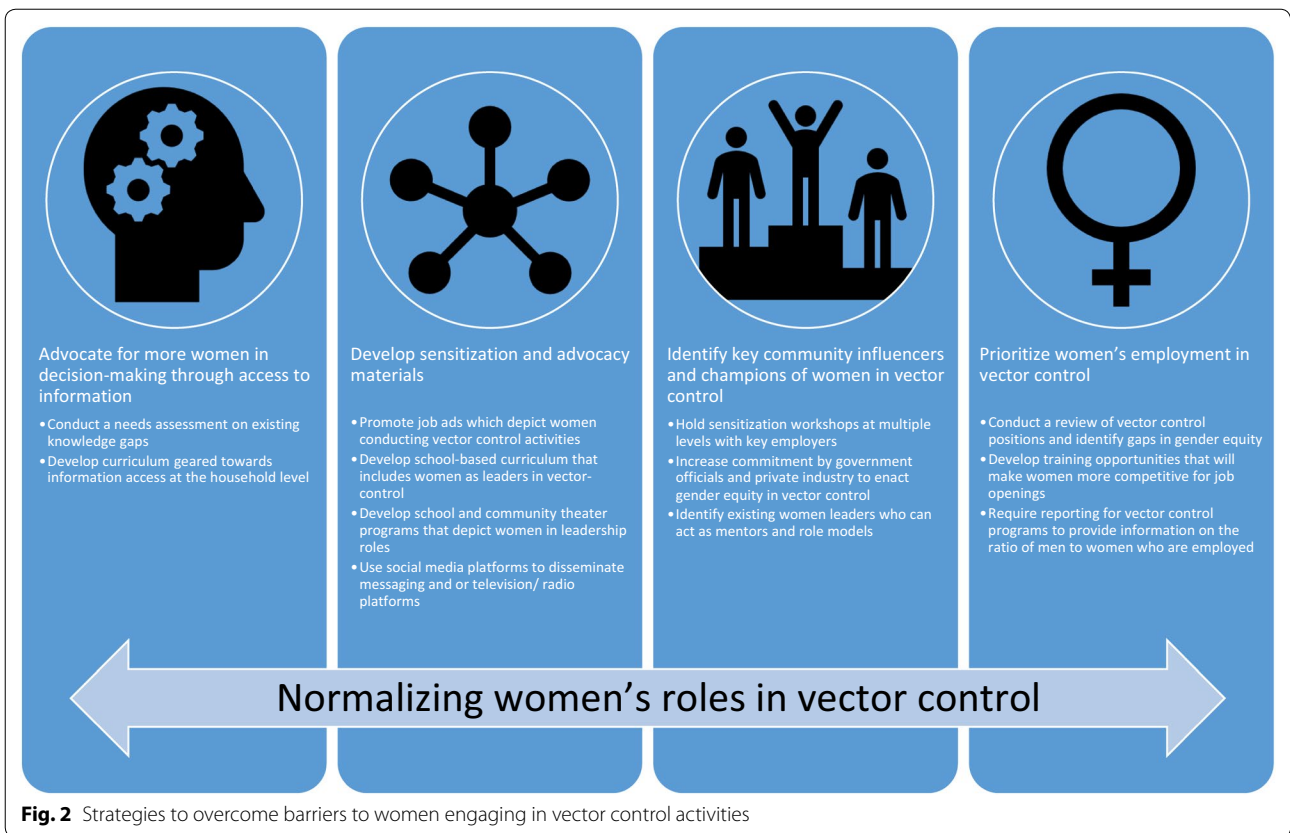 Advocate for more women in
decision-making through access to
information
•Conduct a needs assessment on existing
knowledge gaps
•Develop curriculum geared towards
information access at the household level
Develop sensitization and advocacy
materials
•Promote job ads which depict women
conducting vector control activities
•Develop school-based curriculum that
includes women as leaders in vector-
control
•Develop school and community theater
programs that depict women in leadership
roles
•Use social media platforms to disseminate
messaging and or television/ radio
platforms
Identify key community influencers
and champions of women in vector
control
•Hold sensitization workshops at multiple
levels with key employers
•Increase commitment by government
officials and private industry to enact
gender equity in vector control
•Identify existing women leaders who can
act as mentors and role models
Prioritize women's employment in
vector control
•Conduct a review of vector control
positions and identify gaps in gender equity
•Develop training opportunities that will
make women more competitive for job
openings
•Require reporting for vector control
programs to provide information on the
ratio of men to women who are employed
Normalizing women's roles in vector control
Fig. 2 Strategies to overcome barriers to women engaging in vector control activities